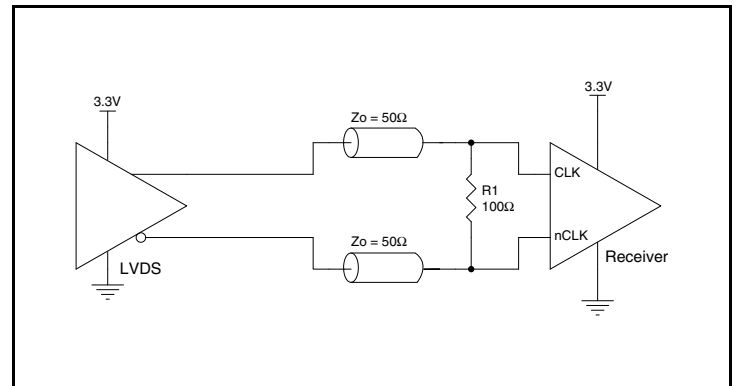 3.3V
3.3V
Zo = 50Ω
CLK
R1
100Ω
nCLK
Zo = 50Ω
Receiver
LVDS